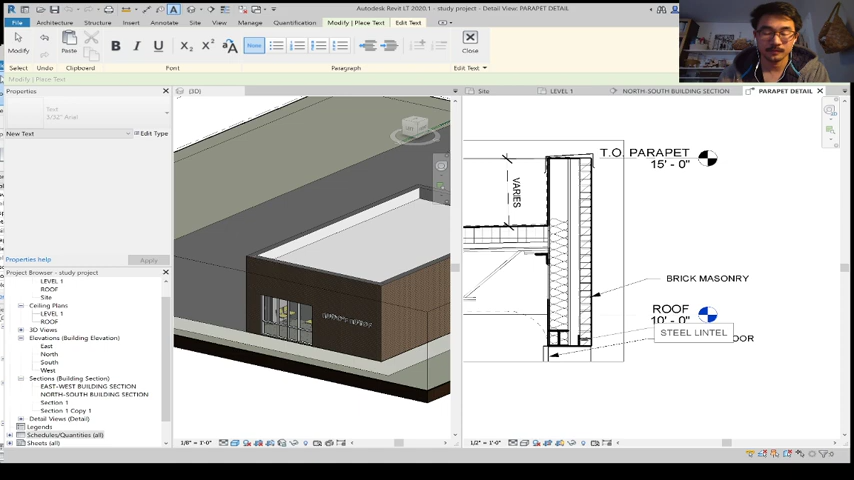 Autodesk Revit LT 2020.1 - study project - Detail View: PARAPET DETAIL
File Architecture Structure Insert Annotate Site View Manage Quantification Modify | Place Text Edit Text
Modify Paste B I U X₂ X² None Close
Select Undo Clipboard Font Paragraph Edit Text
Modify | Place Text
Properties
Text
3/32" Arial
New Text Edit Type
Properties help Apply
Project Browser - study project
LEVEL 1
ROOF
Site
Ceiling Plans
LEVEL 1
ROOF
3D Views
Elevations (Building Elevation)
East
North
South
West
Sections (Building Section)
EAST-WEST BUILDING SECTION
NORTH-SOUTH BUILDING SECTION
Section 1
Section 1 Copy 1
Detail Views (Detail)
Legends
Schedules/Quantities (all)
Sheets (all)
{3D}
1/8" = 1'-0"
Site LEVEL 1 NORTH-SOUTH BUILDING SECTION PARAPET DETAIL
T.O. PARAPET
15' - 0"
VARIES
BRICK MASONRY
ROOF
10' - 0"
STEEL LINTEL
OOR
1/2" = 1'-0"